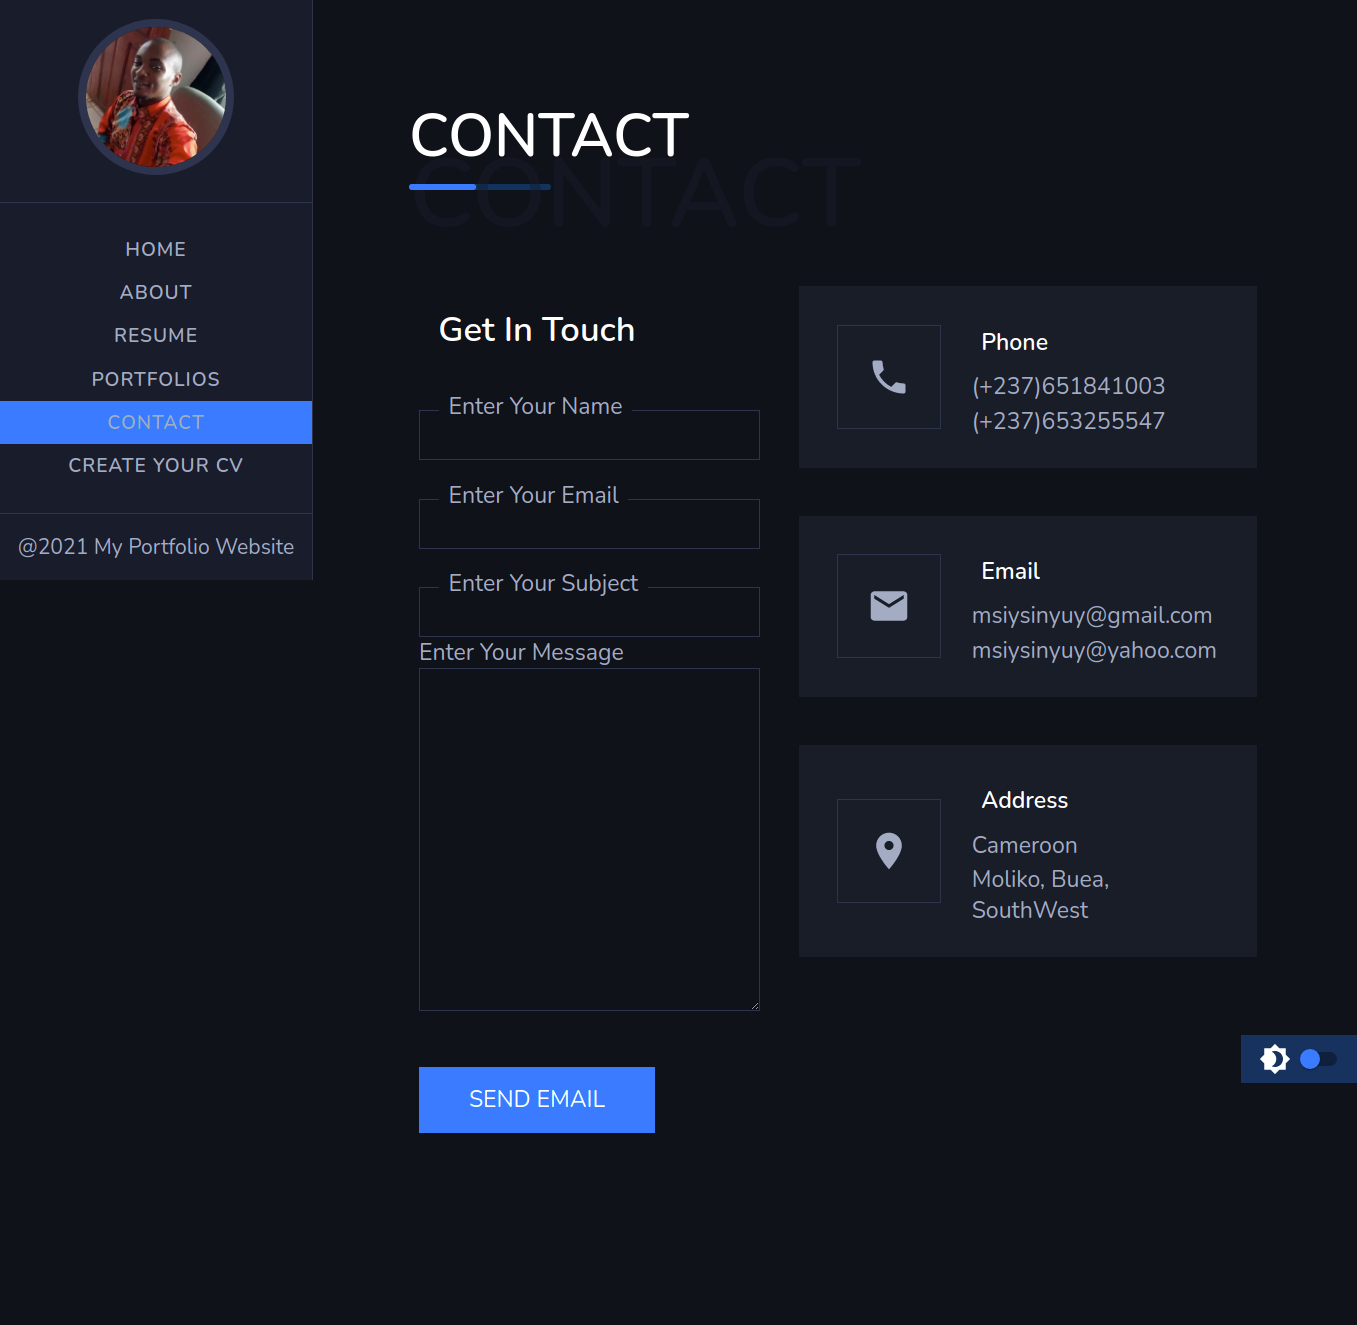 HOME
ABOUT
RESUME
PORTFOLIOS
CONTACT
CREATE YOUR CV
@2021 My Portfolio Website
CONTACT
CONTACT
Get In Touch
Enter Your Name
Enter Your Email
Enter Your Subject
Enter Your Message
SEND EMAIL
Phone
(+237)651841003
(+237)653255547
Email
msiysinyuy@gmail.com
msiysinyuy@yahoo.com
Address
Cameroon
Moliko, Buea,
SouthWest